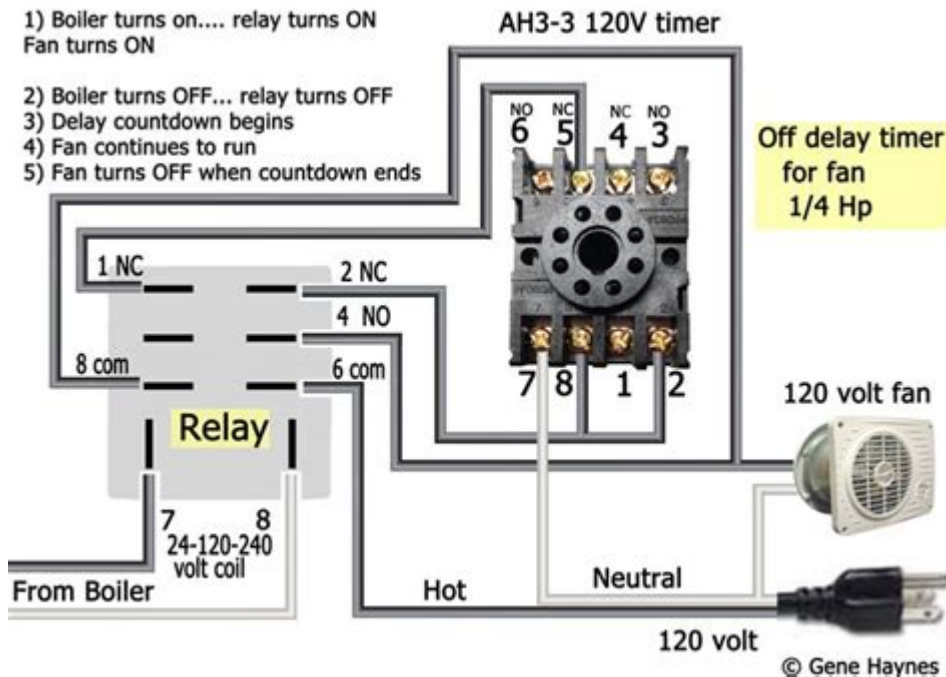 1) Boiler turns on.... relay turns ON
Fan turns ON
2) Boiler turns OFF... relay turns OFF
3) Delay countdown begins
4) Fan continues to run
5) Fan turns OFF when countdown ends
AH3-3 120V timer
NO NC NC NO
6 5 4 3
Off delay timer
for fan
1/4 Hp
1 NC
2 NC
4 NO
8 com
6 com
Relay
7 8 1 2
120 volt fan
7 8
24-120-240
volt coil
From Boiler
Hot
Neutral
120 volt
© Gene Haynes